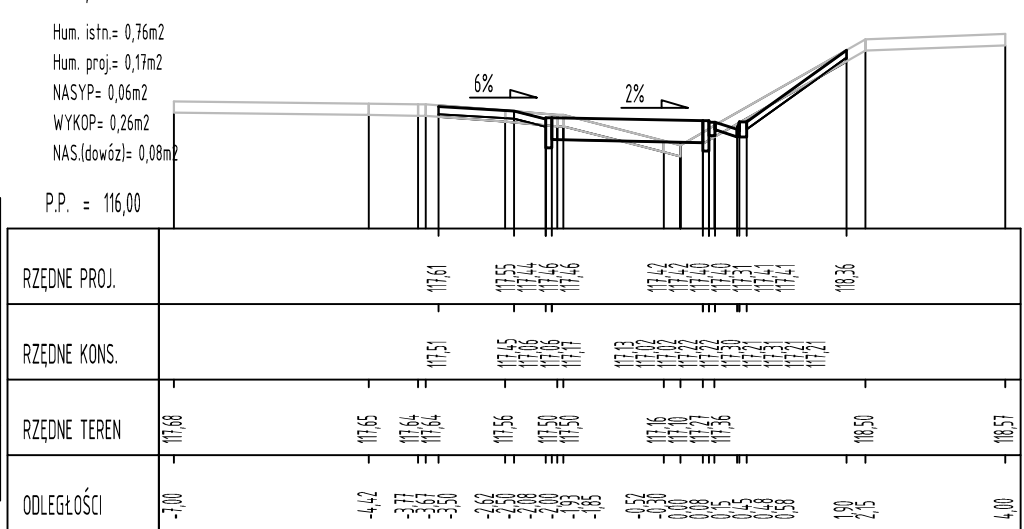 Hum. istn.= 0,76m2
Hum. proj.= 0,17m2
NASYP= 0,06m2
WYKOP= 0,26m2
NAS.(dowóz)= 0,08m2
P.P. = 116,00
6%
2%
RZĘDNE PROJ. 117,61 117,55 117,44 117,46 117,46 117,42 117,42 117,40 117,40 117,31 117,41 117,41 118,36
RZĘDNE KONS. 117,51 117,45 117,06 117,06 117,17 117,13 117,02 117,02 117,22 117,22 117,30 117,21 117,31 117,21 117,21
RZĘDNE TEREN 117,68 117,65 117,64 117,64 117,56 117,50 117,50 117,16 117,10 117,27 117,36 118,50 118,57
ODLEGŁOŚCI -7,00 -4,42 -3,77 -3,67 -3,50 -2,62 -2,50 -2,08 -2,00 -1,93 -1,85 -0,52 -0,30 0,00 0,08 0,15 0,45 0,48 0,58 1,90 2,15 4,00